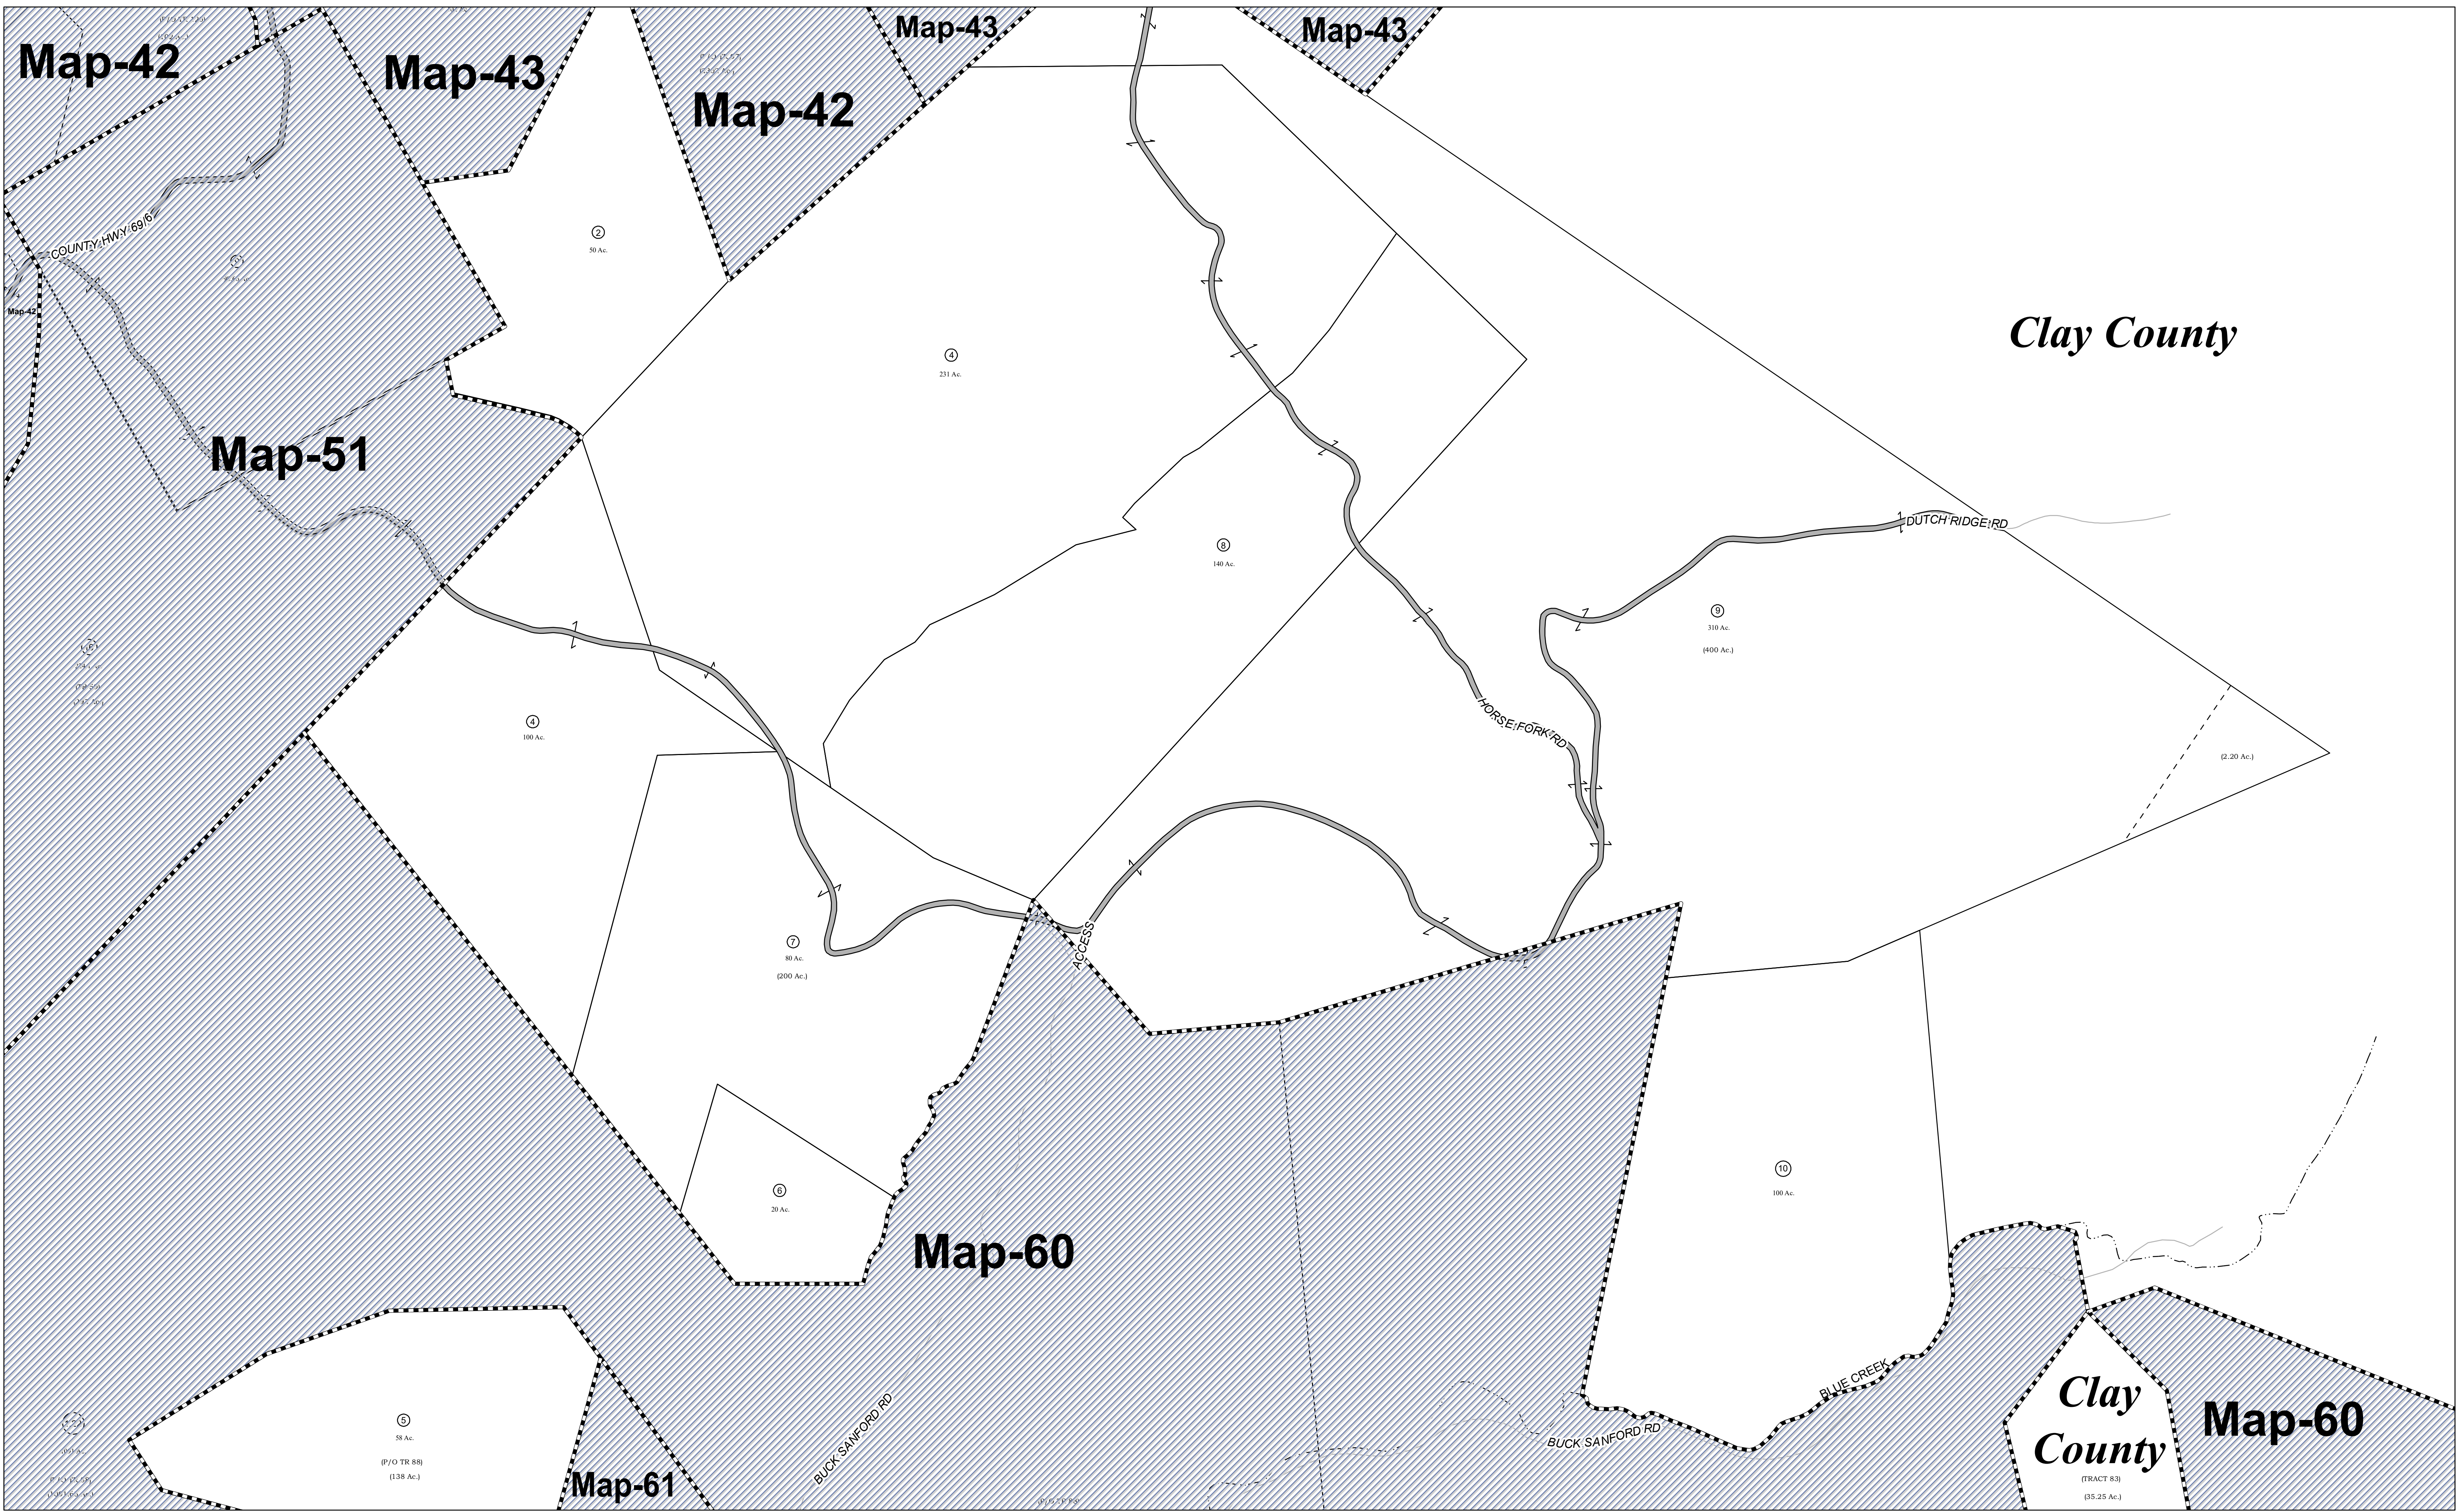 Map-42
Map-43
Map-42
Map-43
Map-43
COUNTY HWY 69/6
2
50 Ac.
Map-42
Clay County
4
231 Ac.
Map-51
DUTCH RIDGE RD
8
140 Ac.
9
310 Ac.
(400 Ac.)
4
100 Ac.
HORSE FORK RD
(2.20 Ac.)
ACCESS
7
80 Ac.
(200 Ac.)
10
100 Ac.
6
20 Ac.
Map-60
BLUE CREEK
Clay
County
(TRACT 83)
(35.25 Ac.)
Map-60
5
58 Ac.
(P/O TR 88)
(138 Ac.)
BUCK SANFORD RD
BUCK SANFORD RD
Map-61